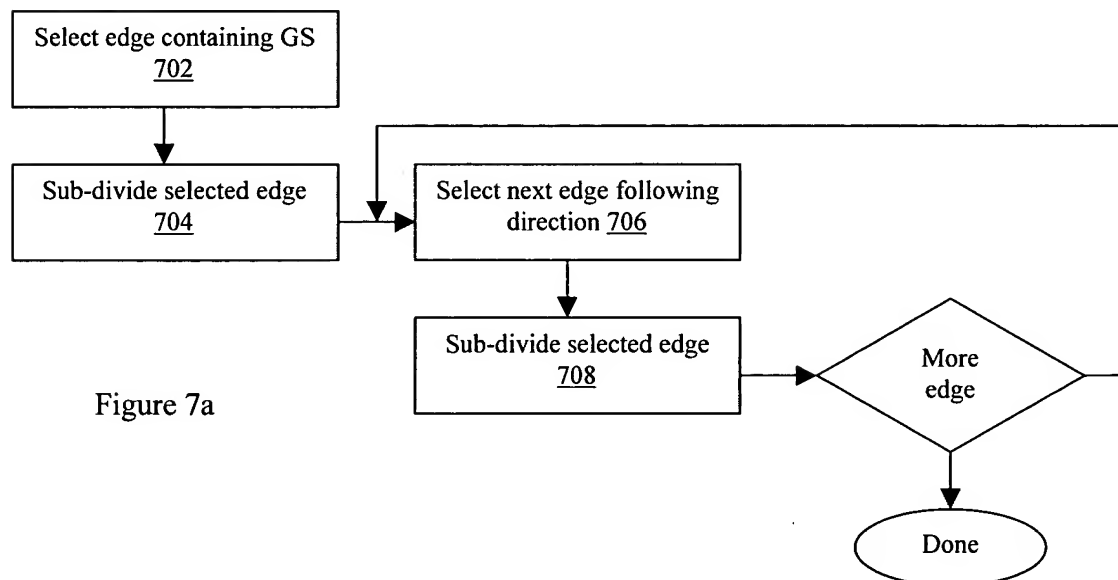 Select edge containing GS
702
Sub-divide selected edge
704
Select next edge following
direction 706
Sub-divide selected edge
708
More
edge
Figure 7a
Done